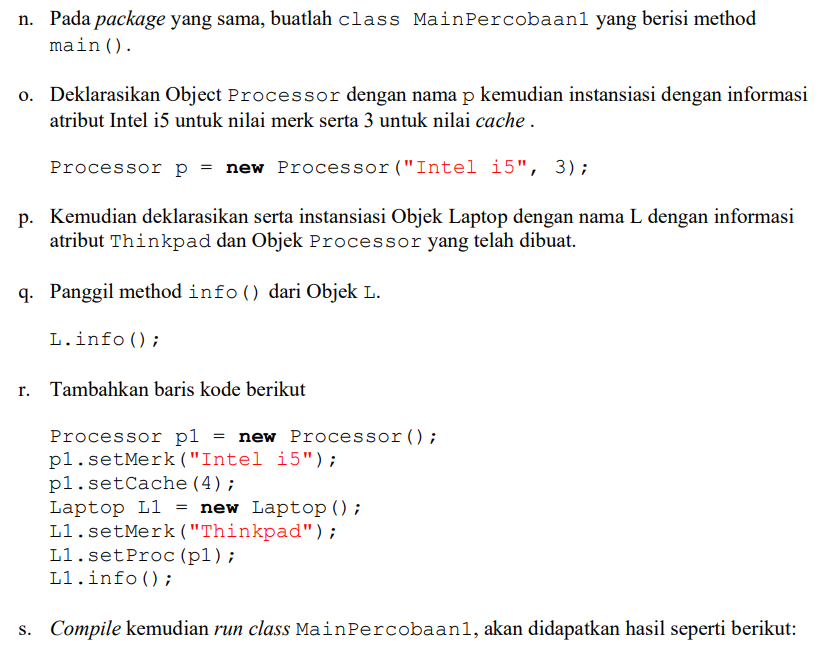 n. Pada package yang sama, buatlah class MainPercobaan1 yang berisi method
main().
o. Deklarasikan Object Processor dengan nama p kemudian instansiasi dengan informasi
atribut Intel i5 untuk nilai merk serta 3 untuk nilai cache .
Processor p = new Processor("Intel i5", 3);
p. Kemudian deklarasikan serta instansiasi Objek Laptop dengan nama L dengan informasi
atribut Thinkpad dan Objek Processor yang telah dibuat.
q. Panggil method info() dari Objek L.
L.info();
r. Tambahkan baris kode berikut
Processor p1 = new Processor();
p1.setMerk("Intel i5");
p1.setCache(4);
Laptop L1 = new Laptop();
L1.setMerk("Thinkpad");
L1.setProc(p1);
L1.info();
s. Compile kemudian run class MainPercobaan1, akan didapatkan hasil seperti berikut: